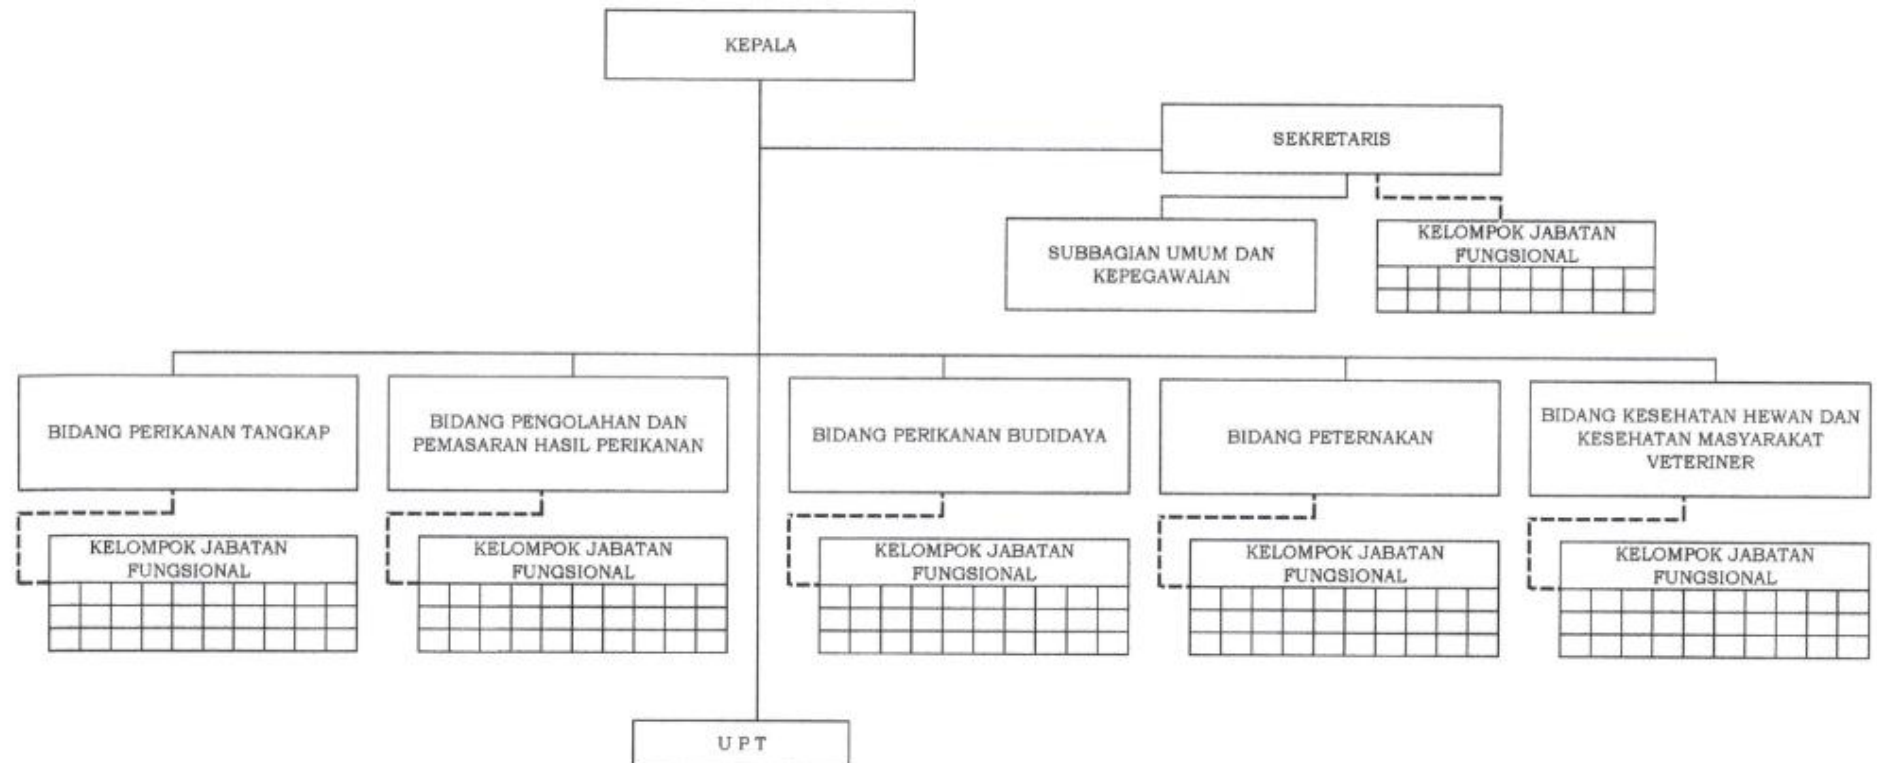 KEPALA
SEKRETARIS
SUBBAGIAN UMUM DAN
KEPEGAWAIAN
KELOMPOK JABATAN
FUNGSIONAL
BIDANG PERIKANAN TANGKAP
BIDANG PENGOLAHAN DAN
PEMASARAN HASIL PERIKANAN
BIDANG PERIKANAN BUDIDAYA
BIDANG PETERNAKAN
BIDANG KESEHATAN HEWAN DAN
KESEHATAN MASYARAKAT
VETERINER
KELOMPOK JABATAN
FUNGSIONAL
KELOMPOK JABATAN
FUNGSIONAL
KELOMPOK JABATAN
FUNGSIONAL
KELOMPOK JABATAN
FUNGSIONAL
KELOMPOK JABATAN
FUNGSIONAL
U P T